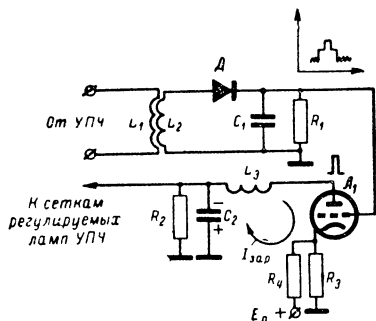 Д
От УПЧ
L₁
L₂
C₁
R₁
L₃
К сеткам
регулируемых
ламп УПЧ
R₂
C₂
−
+
Iзар
Л₁
R₄
R₃
Eп +